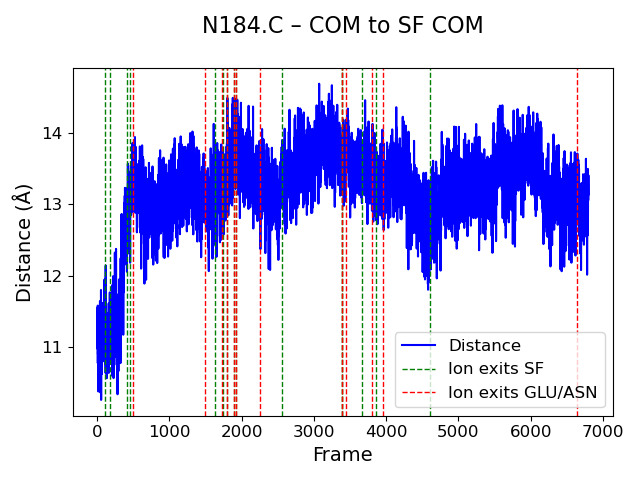 N184.C – COM to SF COM
Distance (Å)
14
13
12
11
Distance
Ion exits SF
Ion exits GLU/ASN
0 1000 2000 3000 4000 5000 6000 7000
Frame